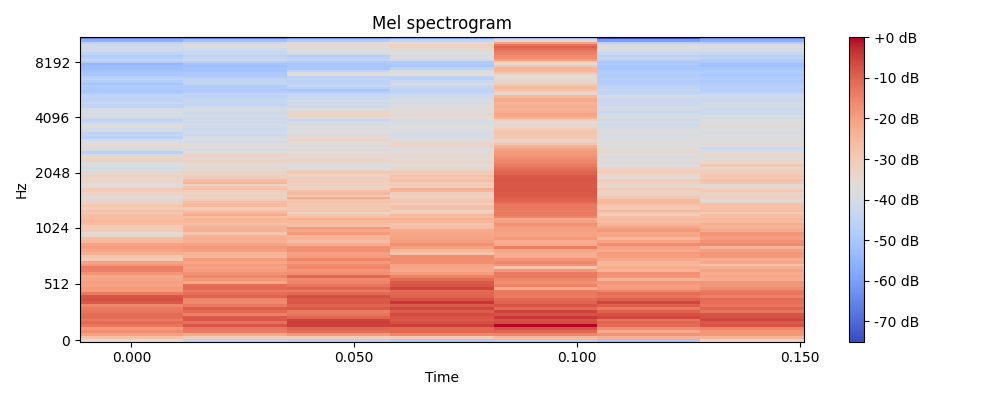 Mel spectrogram
Hz
8192
4096
2048
1024
512
0
0.000
0.050
0.100
0.150
Time
+0 dB
-10 dB
-20 dB
-30 dB
-40 dB
-50 dB
-60 dB
-70 dB